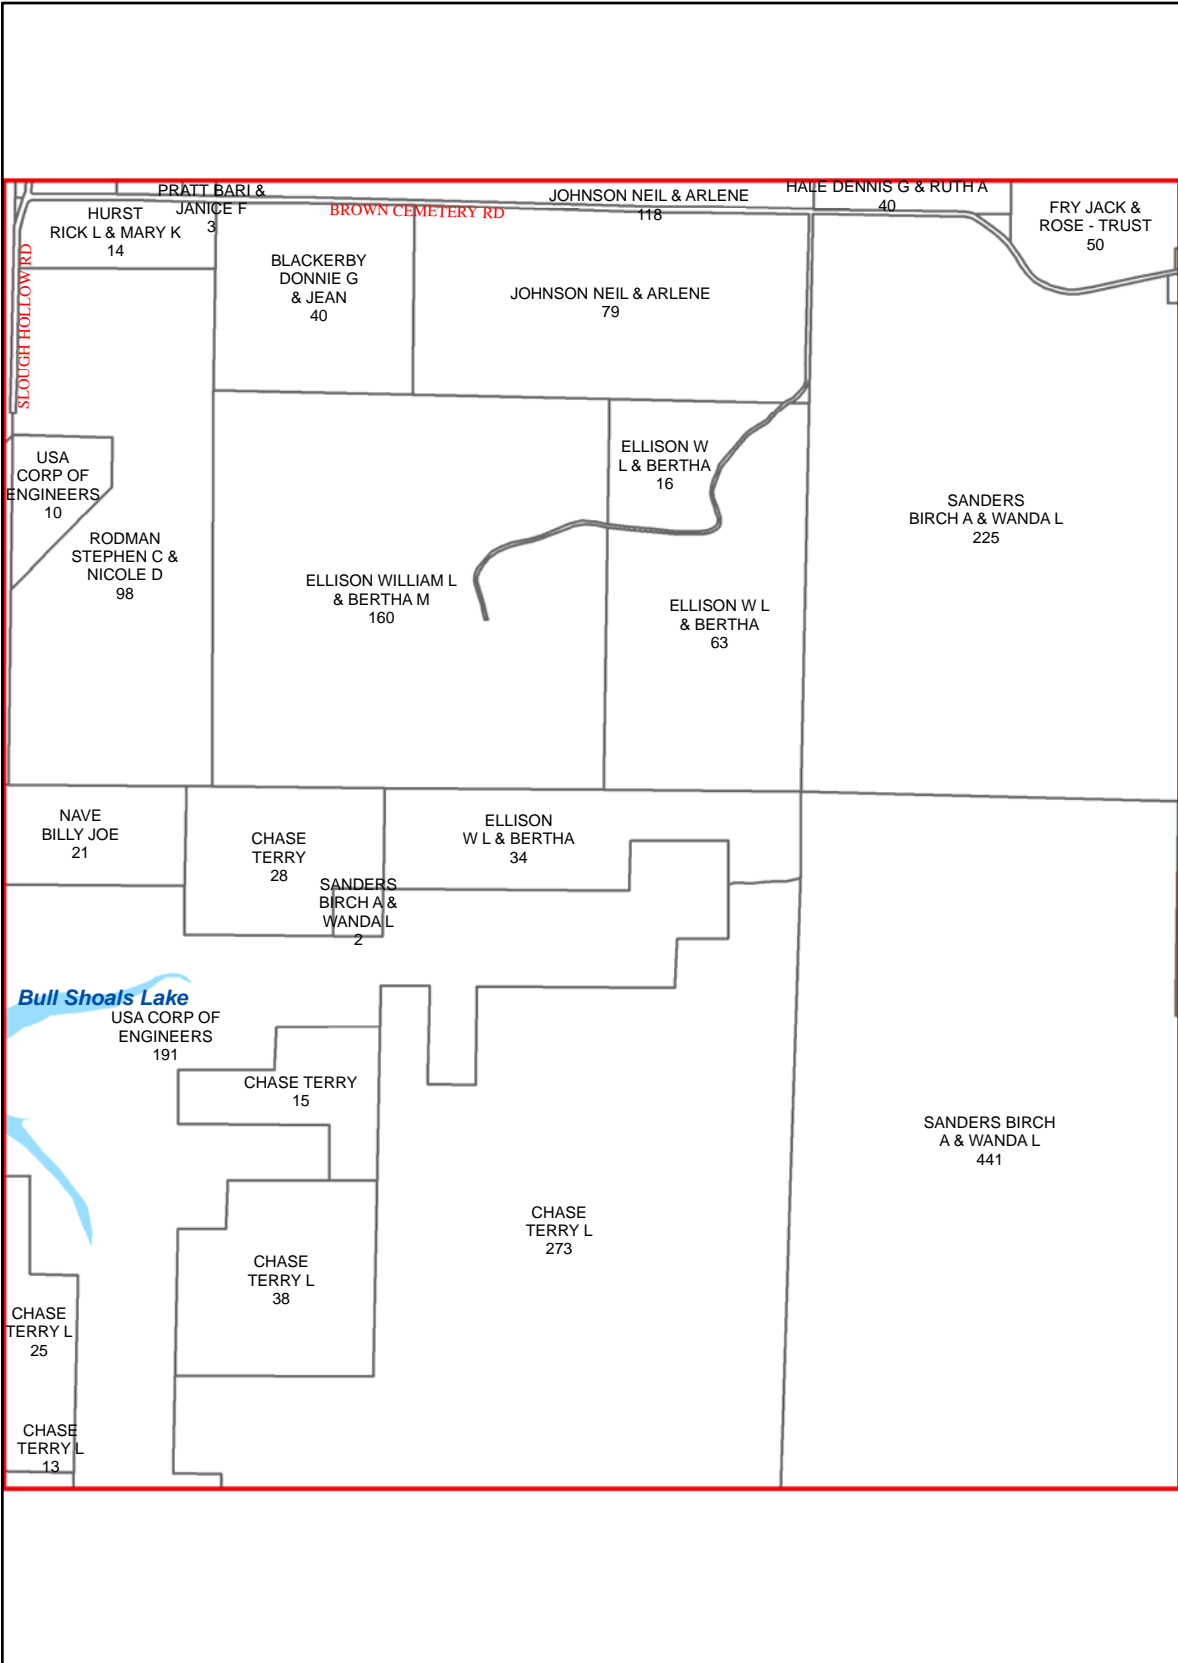 PRATT BARI &
JANICE F
3
JOHNSON NEIL & ARLENE
118
HALE DENNIS G & RUTH A
40
HURST
RICK L & MARY K
14
BROWN CEMETERY RD
FRY JACK &
ROSE - TRUST
50
SLOUGH HOLLOW RD
BLACKERBY
DONNIE G
& JEAN
40
JOHNSON NEIL & ARLENE
79
USA
CORP OF
ENGINEERS
10
ELLISON W
L & BERTHA
16
SANDERS
BIRCH A & WANDA L
225
RODMAN
STEPHEN C &
NICOLE D
98
ELLISON WILLIAM L
& BERTHA M
160
ELLISON W L
& BERTHA
63
NAVE
BILLY JOE
21
CHASE
TERRY
28
ELLISON
W L & BERTHA
34
SANDERS
BIRCH A &
WANDA L
2
Bull Shoals Lake
USA CORP OF
ENGINEERS
191
CHASE TERRY
15
SANDERS BIRCH
A & WANDA L
441
CHASE
TERRY L
273
CHASE
TERRY L
38
CHASE
TERRY L
25
CHASE
TERRY L
13